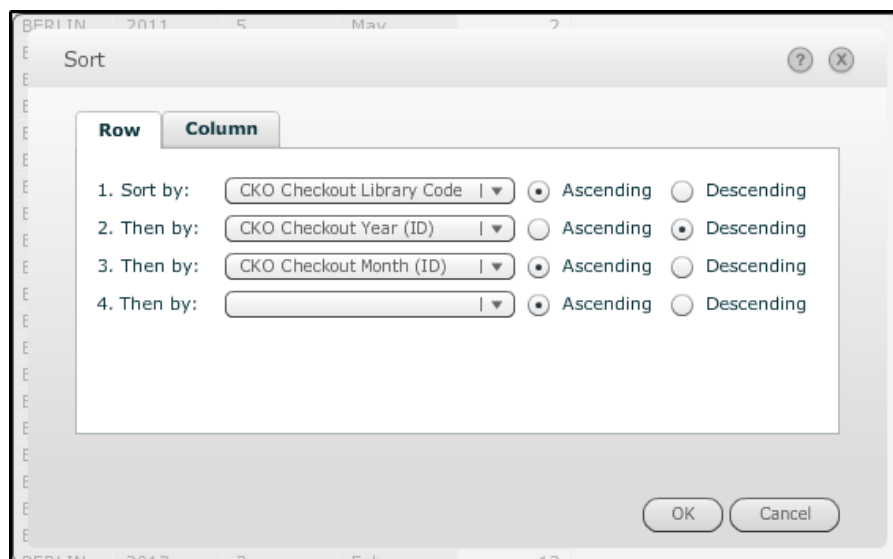 BERLIN 2011 5 May 2
Sort ? X
Row Column
1. Sort by: CKO Checkout Library Code Ascending Descending
2. Then by: CKO Checkout Year (ID) Ascending Descending
3. Then by: CKO Checkout Month (ID) Ascending Descending
4. Then by: Ascending Descending
OK Cancel